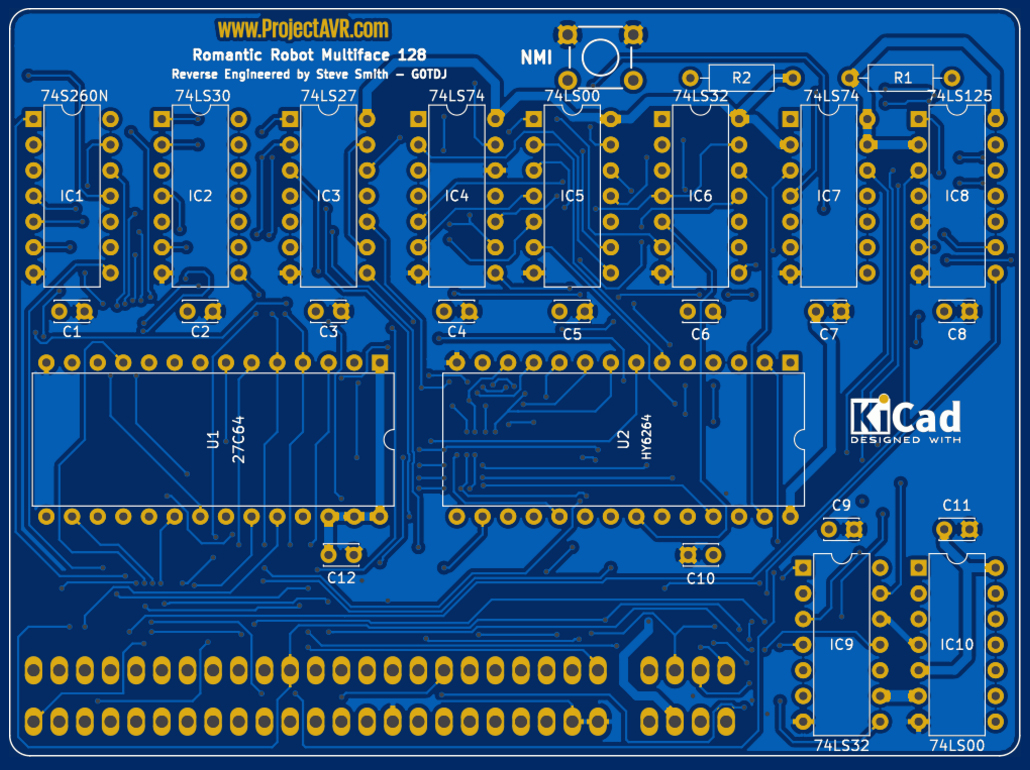 www.ProjectAVR.com
Romantic Robot Multiface 128
Reverse Engineered by Steve Smith - G0TDJ
NMI
R2
R1
74S260N
74LS30
74LS27
74LS74
74LS00
74LS32
74LS74
74LS125
IC1
IC2
IC3
IC4
IC5
IC6
IC7
IC8
C1
C2
C3
C4
C5
C6
C7
C8
U1
27C64
U2
HY6264
KiCad
DESIGNED WITH
C9
C11
C12
C10
IC9
IC10
74LS32
74LS00